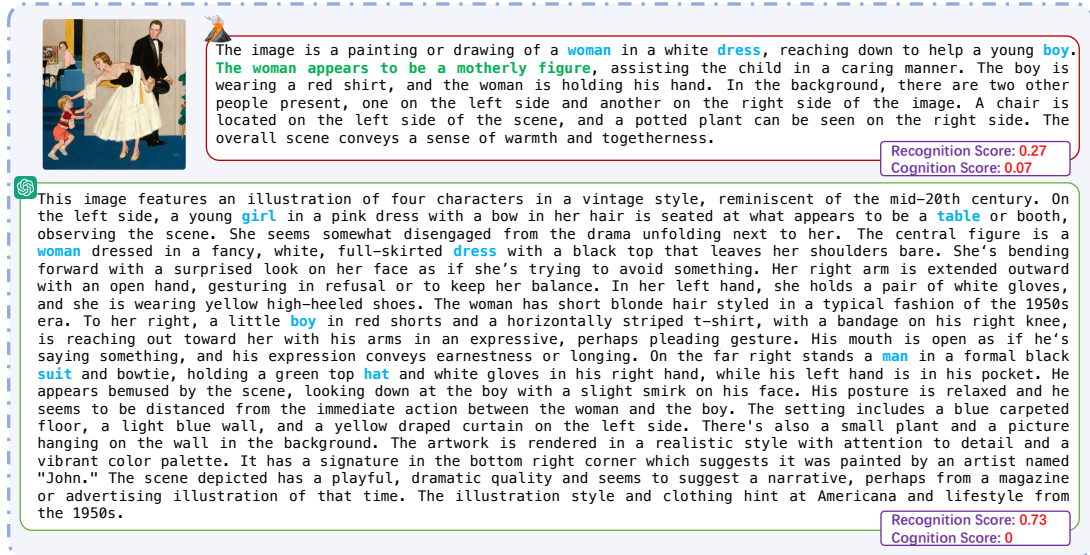 The image is a painting or drawing of a woman in a white dress, reaching down to help a young boy.
The woman appears to be a motherly figure, assisting the child in a caring manner. The boy is
wearing a red shirt, and the woman is holding his hand. In the background, there are two other
people present, one on the left side and another on the right side of the image. A chair is
located on the left side of the scene, and a potted plant can be seen on the right side. The
overall scene conveys a sense of warmth and togetherness.
Recognition Score: 0.27
Cognition Score: 0.07
This image features an illustration of four characters in a vintage style, reminiscent of the mid-20th century. On
the left side, a young girl in a pink dress with a bow in her hair is seated at what appears to be a table or booth,
observing the scene. She seems somewhat disengaged from the drama unfolding next to her. The central figure is a
woman dressed in a fancy, white, full-skirted dress with a black top that leaves her shoulders bare. She‘s bending
forward with a surprised look on her face as if she’s trying to avoid something. Her right arm is extended outward
with an open hand, gesturing in refusal or to keep her balance. In her left hand, she holds a pair of white gloves,
and she is wearing yellow high-heeled shoes. The woman has short blonde hair styled in a typical fashion of the 1950s
era. To her right, a little boy in red shorts and a horizontally striped t-shirt, with a bandage on his right knee,
is reaching out toward her with his arms in an expressive, perhaps pleading gesture. His mouth is open as if he‘s
saying something, and his expression conveys earnestness or longing. On the far right stands a man in a formal black
suit and bowtie, holding a green top hat and white gloves in his right hand, while his left hand is in his pocket. He
appears bemused by the scene, looking down at the boy with a slight smirk on his face. His posture is relaxed and he
seems to be distanced from the immediate action between the woman and the boy. The setting includes a blue carpeted
floor, a light blue wall, and a yellow draped curtain on the left side. There's also a small plant and a picture
hanging on the wall in the background. The artwork is rendered in a realistic style with attention to detail and a
vibrant color palette. It has a signature in the bottom right corner which suggests it was painted by an artist named
"John." The scene depicted has a playful, dramatic quality and seems to suggest a narrative, perhaps from a magazine
or advertising illustration of that time. The illustration style and clothing hint at Americana and lifestyle from
the 1950s.
Recognition Score: 0.73
Cognition Score: 0